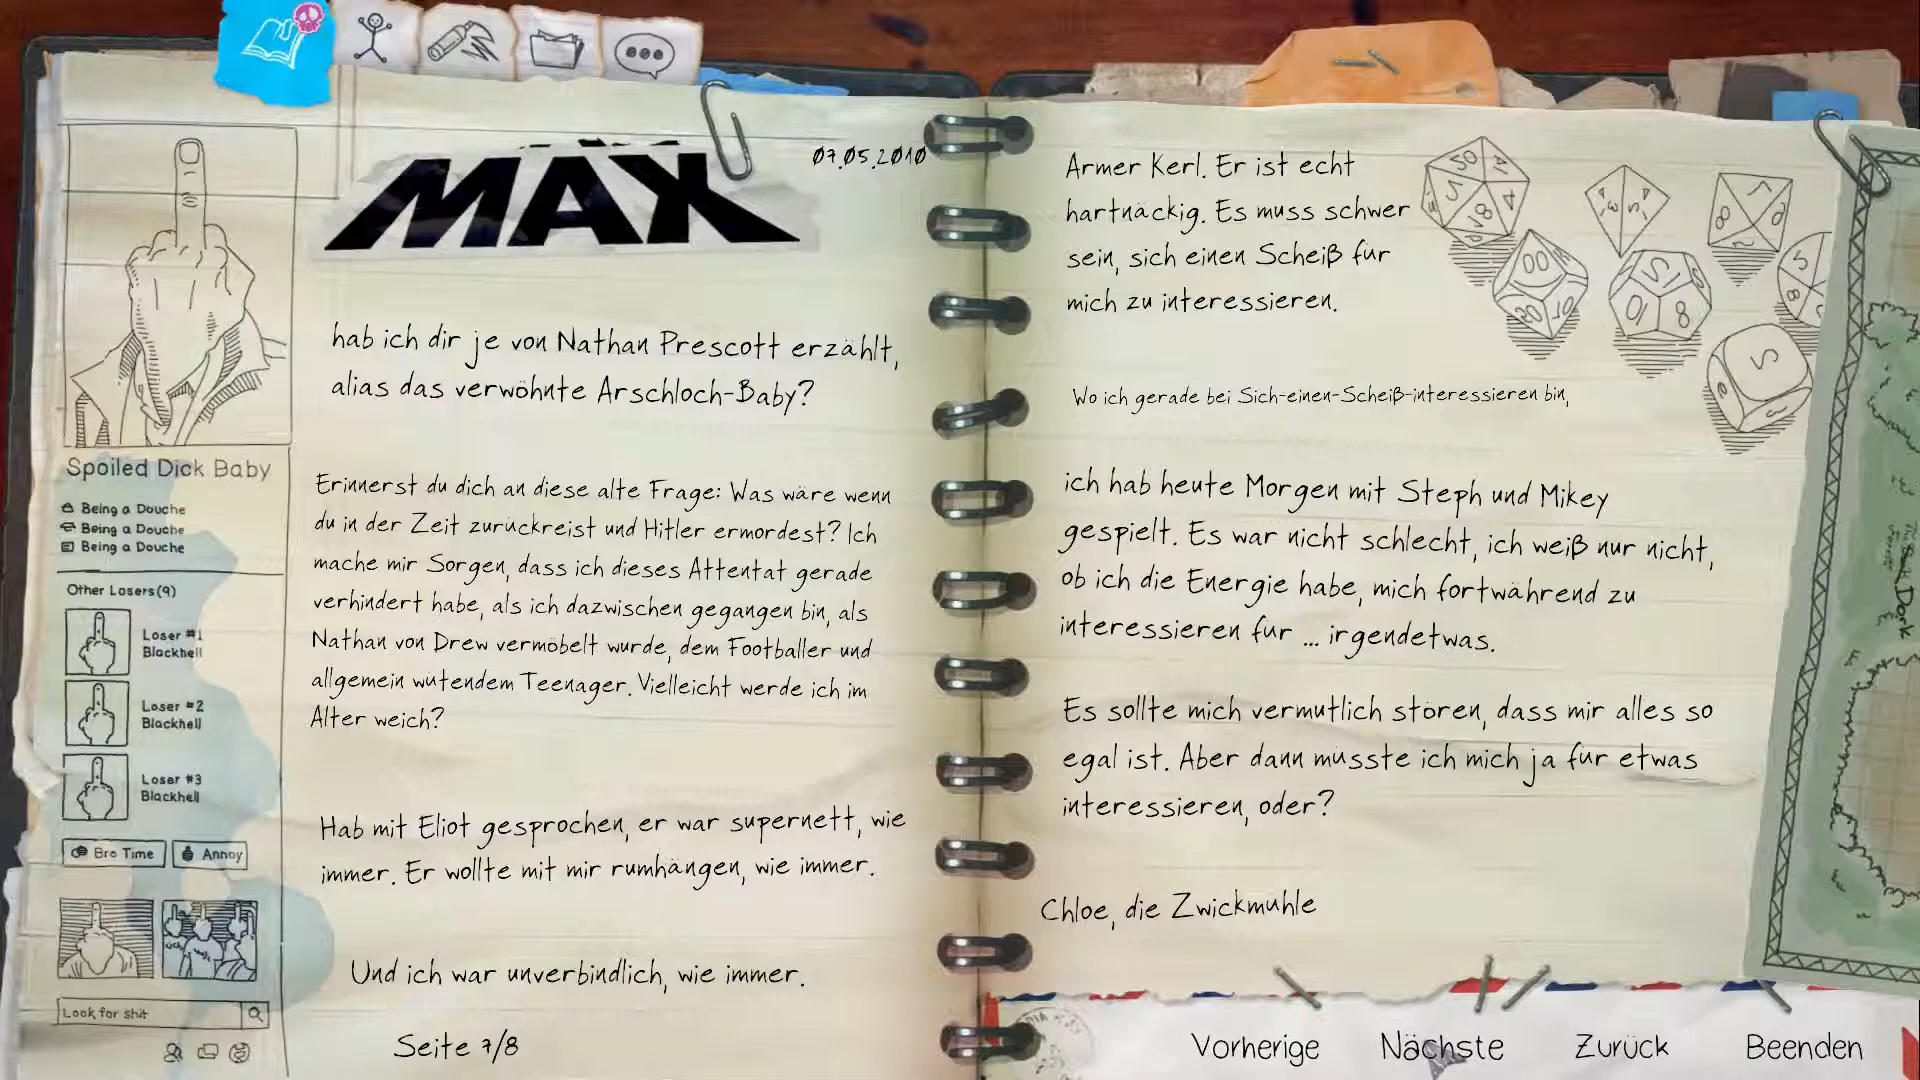 MÄX
07.05.2010
hab ich dir je von Nathan Prescott erzählt,
alias das verwöhnte Arschloch-Baby?
Erinnerst du dich an diese alte Frage: Was wäre wenn
du in der Zeit zurückreist und Hitler ermordest? Ich
mache mir Sorgen, dass ich dieses Attentat gerade
verhindert habe, als ich dazwischen gegangen bin, als
Nathan von Drew vermöbelt wurde, dem Footballer und
allgemein wütendem Teenager. Vielleicht werde ich im
Alter weich?
Hab mit Eliot gesprochen, er war supernett, wie
immer. Er wollte mit mir rumhängen, wie immer.
Und ich war unverbindlich, wie immer.
Seite 7/8
Spoiled Dick Baby
Being a Douche
Being a Douche
Being a Douche
Other Losers(9)
Loser #1
Blackhell
Loser #2
Blackhell
Loser #3
Blackhell
Bro Time
Annoy
Look for shit
Armer Kerl. Er ist echt
hartnäckig. Es muss schwer
sein, sich einen Scheiß für
mich zu interessieren.
Wo ich gerade bei Sich-einen-Scheiß-interessieren bin,
ich hab heute Morgen mit Steph und Mikey
gespielt. Es war nicht schlecht, ich weiß nur nicht,
ob ich die Energie habe, mich fortwährend zu
interessieren für ... irgendetwas.
Es sollte mich vermutlich stören, dass mir alles so
egal ist. Aber dann müsste ich mich ja für etwas
interessieren, oder?
Chloe, die Zwickmühle
Vorherige
Nächste
Zurück
Beenden